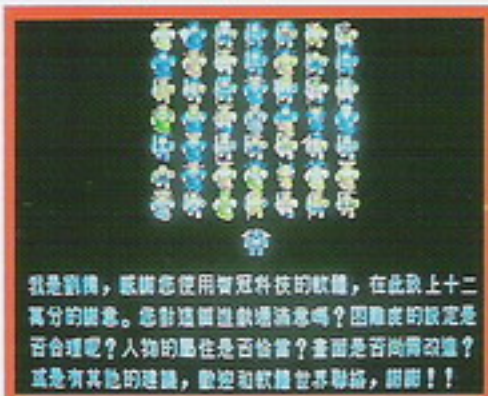 我是劉備，感謝您使用智冠科技的軟體，在此致上十二
萬分的謝意。您對這個遊戲還滿意嗎？困難度的設定是
否合理呢？人物的屬性是否恰當？畫面是否尚需改進？
或是有其他的建議，歡迎和軟體世界聯絡，謝謝！！